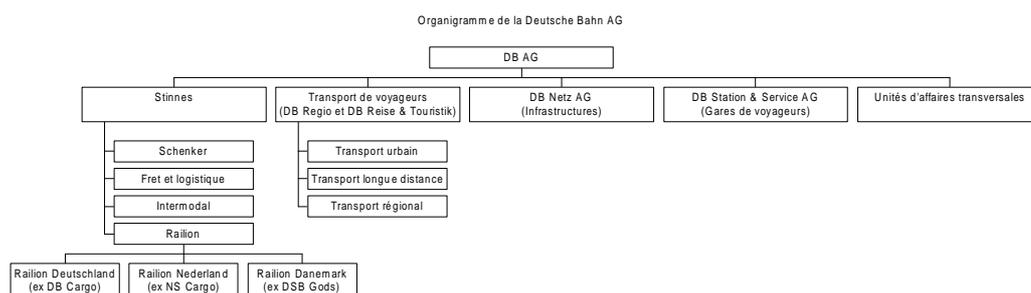 Organigramme de la Deutsche Bahn AG
DB AG
Stinnes
Transport de voyageurs
(DB Regio et DB Reise & Touristik)
DB Netz AG
(Infrastructures)
DB Station & Service AG
(Gares de voyageurs)
Unités d'affaires transversales
Schenker
Fret et logistique
Intermodal
Railion
Transport urbain
Transport longue distance
Transport régional
Railion Deutschland
(ex DB Cargo)
Railion Nederland
(ex NS Cargo)
Railion Danemark
(ex DSB Gods)